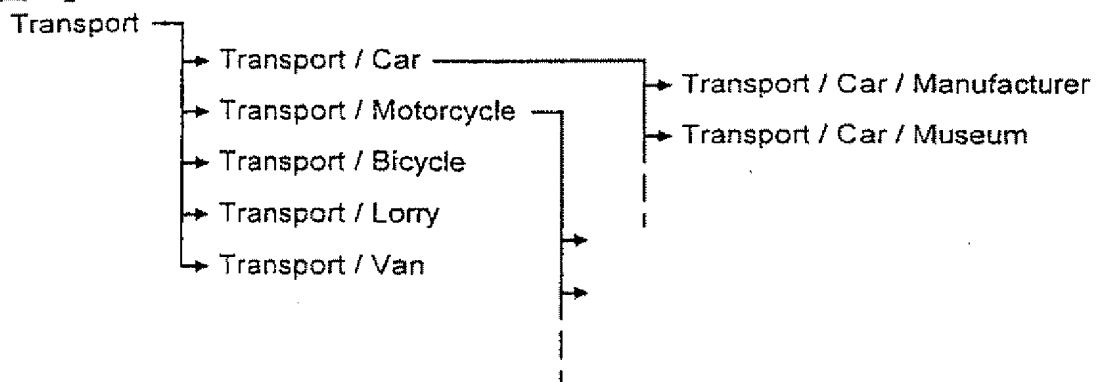 Transport
Transport / Car
Transport / Car / Manufacturer
Transport / Motorcycle
Transport / Car / Museum
Transport / Bicycle
Transport / Lorry
Transport / Van